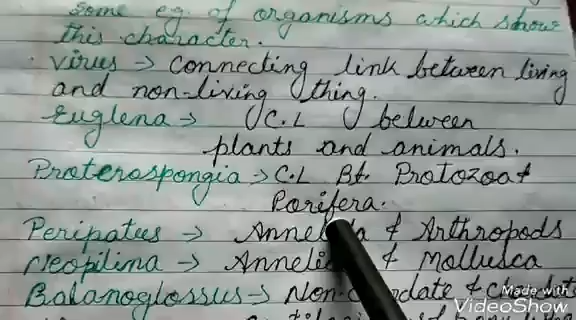 Some eg. of organisms which show
this character.
Virus → connecting link between living
and non-living thing.
Euglena → C.L between
plants and animals.
Proterospongia → C.L Bt. Protozoa &
Porifera.
Peripatus → Annelida & Arthropods
Neopilina → Annelida & Mollusca
Balanoglossus → Non-chordate & chordate
Made with
VideoShow